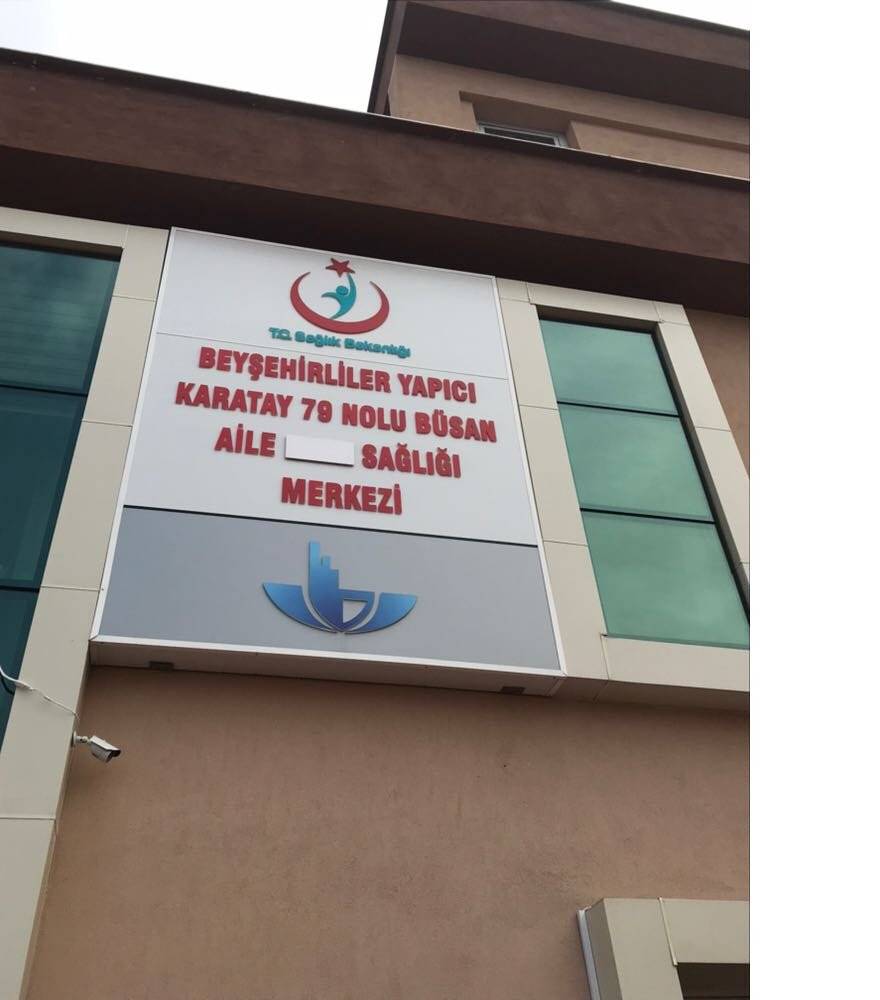 T.C. Sağlık Bakanlığı
BEYŞEHİRLİLER YAPICI
KARATAY 79 NOLU BÜSAN
AİLE SAĞLIĞI
MERKEZİ